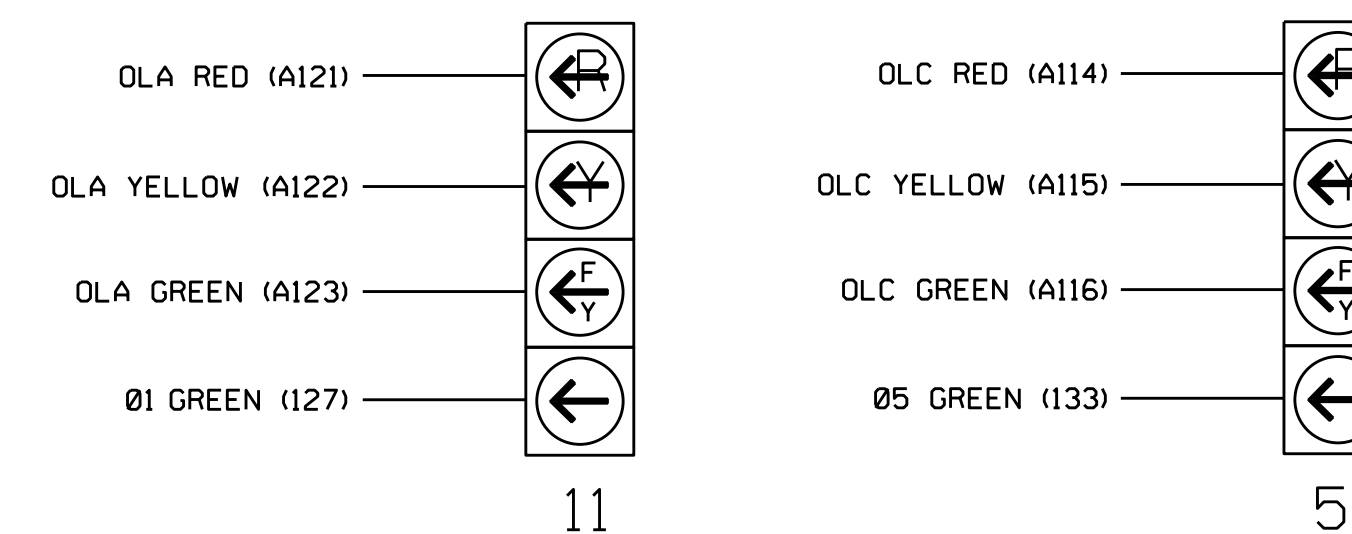 OLA RED (A121)
R
OLA YELLOW (A122)
Y
OLA GREEN (A123)
F
Y
Ø1 GREEN (127)
11
OLC RED (A114)
OLC YELLOW (A115)
Y
OLC GREEN (A116)
F
Y
Ø5 GREEN (133)
5